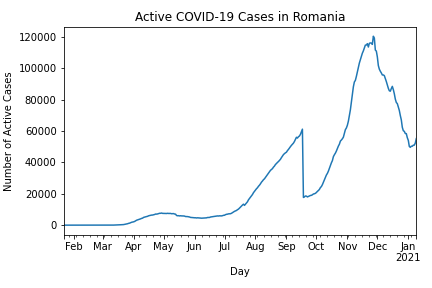 Active COVID-19 Cases in Romania
120000
100000
80000
60000
40000
20000
0
Number of Active Cases
Feb Mar Apr May Jun Jul Aug Sep Oct Nov Dec Jan
2021
Day